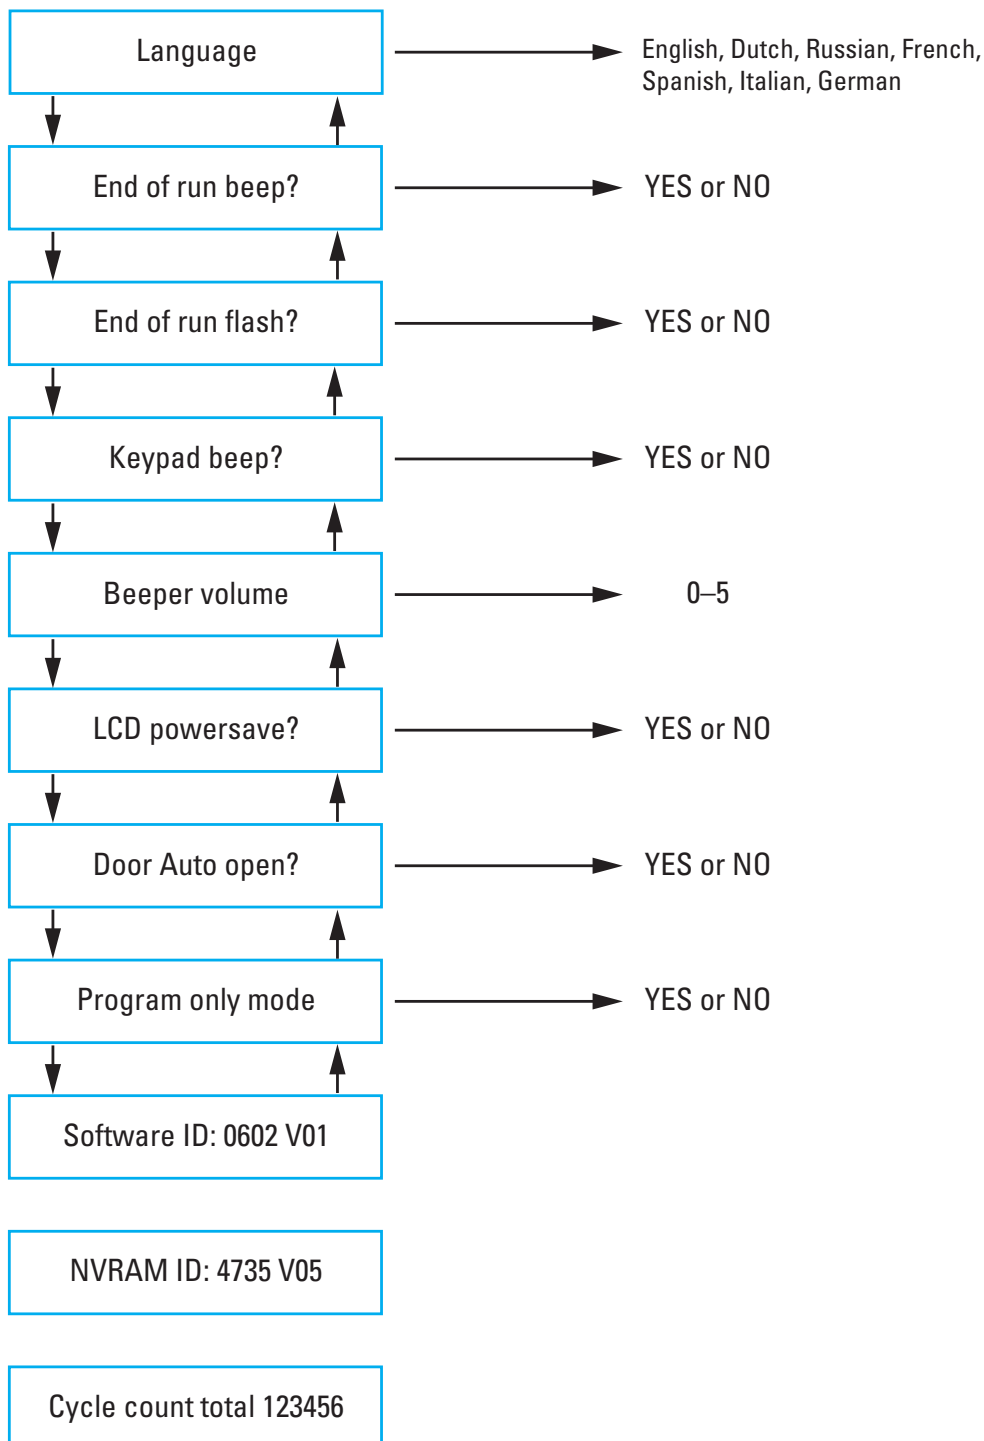 Language
English, Dutch, Russian, French,
Spanish, Italian, German
End of run beep?
YES or NO
End of run flash?
YES or NO
Keypad beep?
YES or NO
Beeper volume
0–5
LCD powersave?
YES or NO
Door Auto open?
YES or NO
Program only mode
YES or NO
Software ID: 0602 V01
NVRAM ID: 4735 V05
Cycle count total 123456